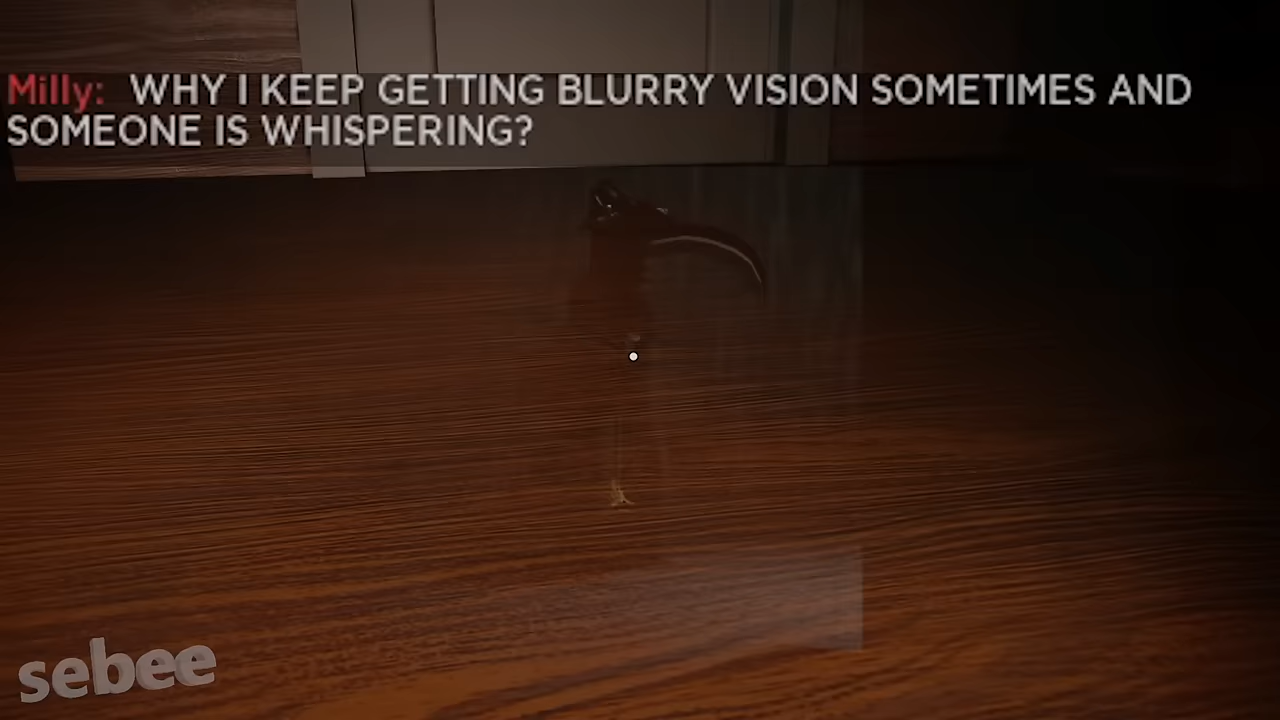 Milly: WHY I KEEP GETTING BLURRY VISION SOMETIMES AND
SOMEONE IS WHISPERING?
sebee